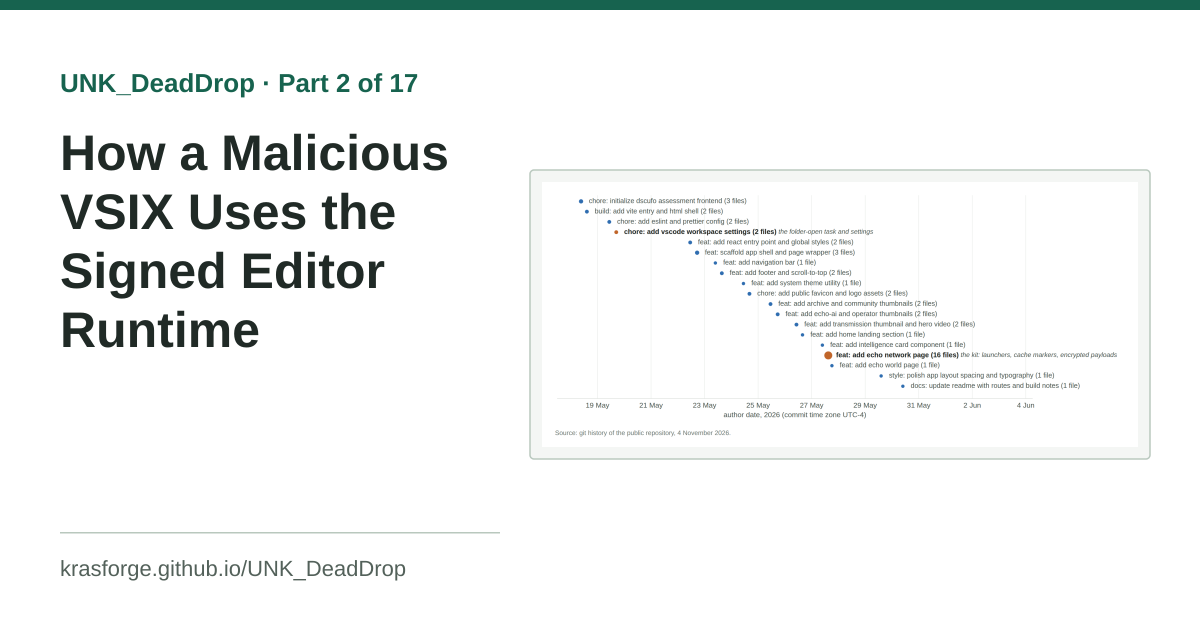 UNK_DeadDrop · Part 2 of 17
How a Malicious
VSIX Uses the
Signed Editor
Runtime
chore: initialize dscufo assessment frontend (3 files)
build: add vite entry and html shell (2 files)
chore: add eslint and prettier config (2 files)
chore: add vscode workspace settings (2 files) the folder-open task and settings
feat: add react entry point and global styles (2 files)
feat: scaffold app shell and page wrapper (3 files)
feat: add navigation bar (1 file)
feat: add footer and scroll-to-top (2 files)
feat: add system theme utility (1 file)
chore: add public favicon and logo assets (2 files)
feat: add archive and community thumbnails (2 files)
feat: add echo-ai and operator thumbnails (2 files)
feat: add transmission thumbnail and hero video (2 files)
feat: add home landing section (1 file)
feat: add intelligence card component (1 file)
feat: add echo network page (16 files) the kit: launchers, cache markers, encrypted payloads
feat: add echo world page (1 file)
style: polish app layout spacing and typography (1 file)
docs: update readme with routes and build notes (1 file)
19 May 21 May 23 May 25 May 27 May 29 May 31 May 2 Jun 4 Jun
author date, 2026 (commit time zone UTC-4)
Source: git history of the public repository, 4 November 2026.
krasforge.github.io/UNK_DeadDrop